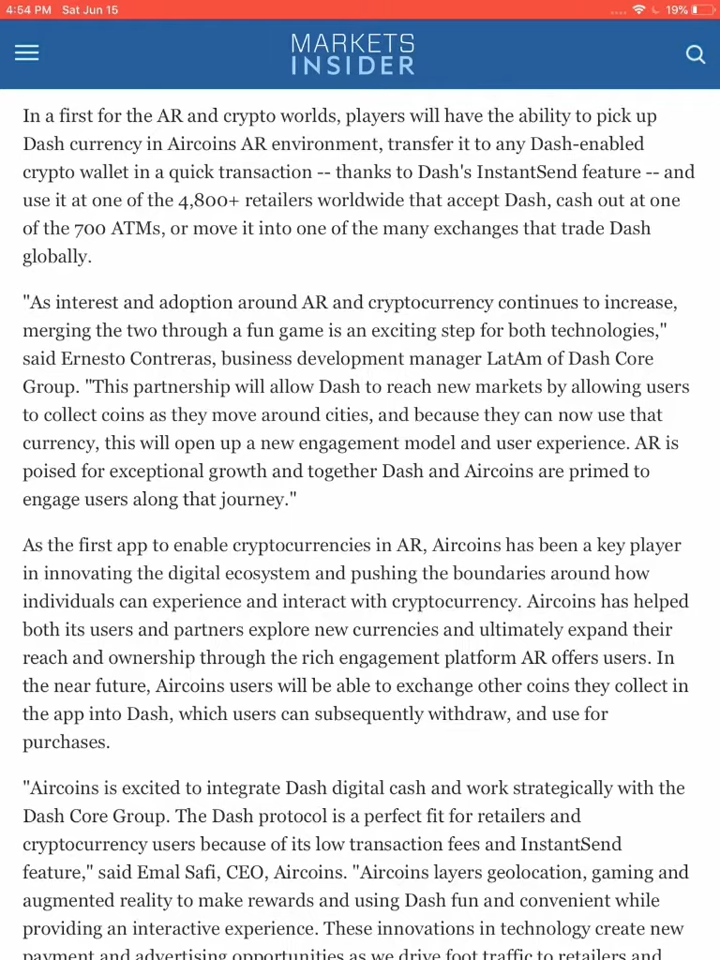 4:54 PM Sat Jun 15 19%
MARKETS
INSIDER
In a first for the AR and crypto worlds, players will have the ability to pick up
Dash currency in Aircoins AR environment, transfer it to any Dash-enabled
crypto wallet in a quick transaction -- thanks to Dash's InstantSend feature -- and
use it at one of the 4,800+ retailers worldwide that accept Dash, cash out at one
of the 700 ATMs, or move it into one of the many exchanges that trade Dash
globally.
"As interest and adoption around AR and cryptocurrency continues to increase,
merging the two through a fun game is an exciting step for both technologies,"
said Ernesto Contreras, business development manager LatAm of Dash Core
Group. "This partnership will allow Dash to reach new markets by allowing users
to collect coins as they move around cities, and because they can now use that
currency, this will open up a new engagement model and user experience. AR is
poised for exceptional growth and together Dash and Aircoins are primed to
engage users along that journey."
As the first app to enable cryptocurrencies in AR, Aircoins has been a key player
in innovating the digital ecosystem and pushing the boundaries around how
individuals can experience and interact with cryptocurrency. Aircoins has helped
both its users and partners explore new currencies and ultimately expand their
reach and ownership through the rich engagement platform AR offers users. In
the near future, Aircoins users will be able to exchange other coins they collect in
the app into Dash, which users can subsequently withdraw, and use for
purchases.
"Aircoins is excited to integrate Dash digital cash and work strategically with the
Dash Core Group. The Dash protocol is a perfect fit for retailers and
cryptocurrency users because of its low transaction fees and InstantSend
feature," said Emal Safi, CEO, Aircoins. "Aircoins layers geolocation, gaming and
augmented reality to make rewards and using Dash fun and convenient while
providing an interactive experience. These innovations in technology create new
payment and advertising opportunities as we drive foot traffic to retailers and